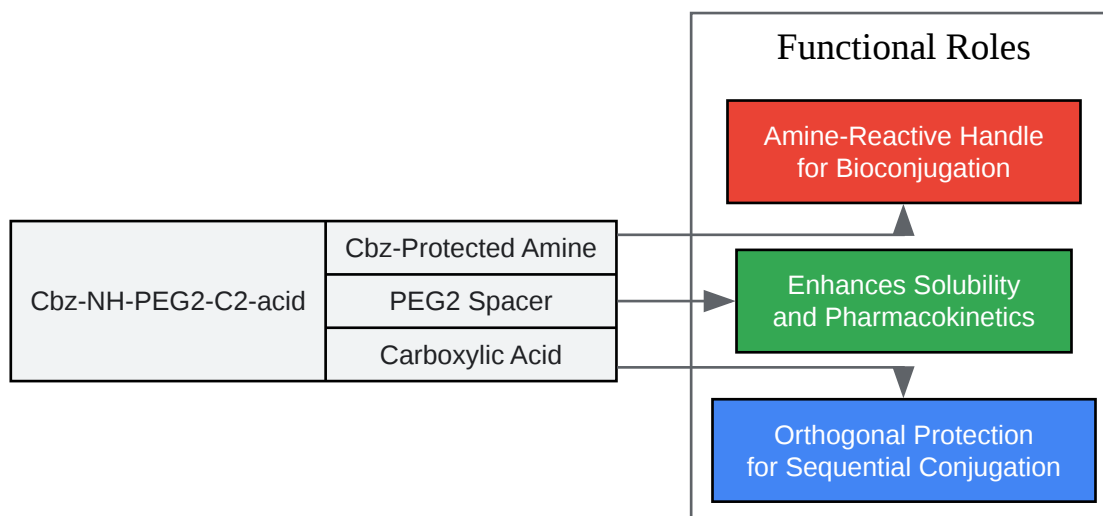 Functional Roles
Amine-Reactive Handle
for Bioconjugation
Cbz-NH-PEG2-C2-acid
Cbz-Protected Amine
PEG2 Spacer
Carboxylic Acid
Enhances Solubility
and Pharmacokinetics
Orthogonal Protection
for Sequential Conjugation